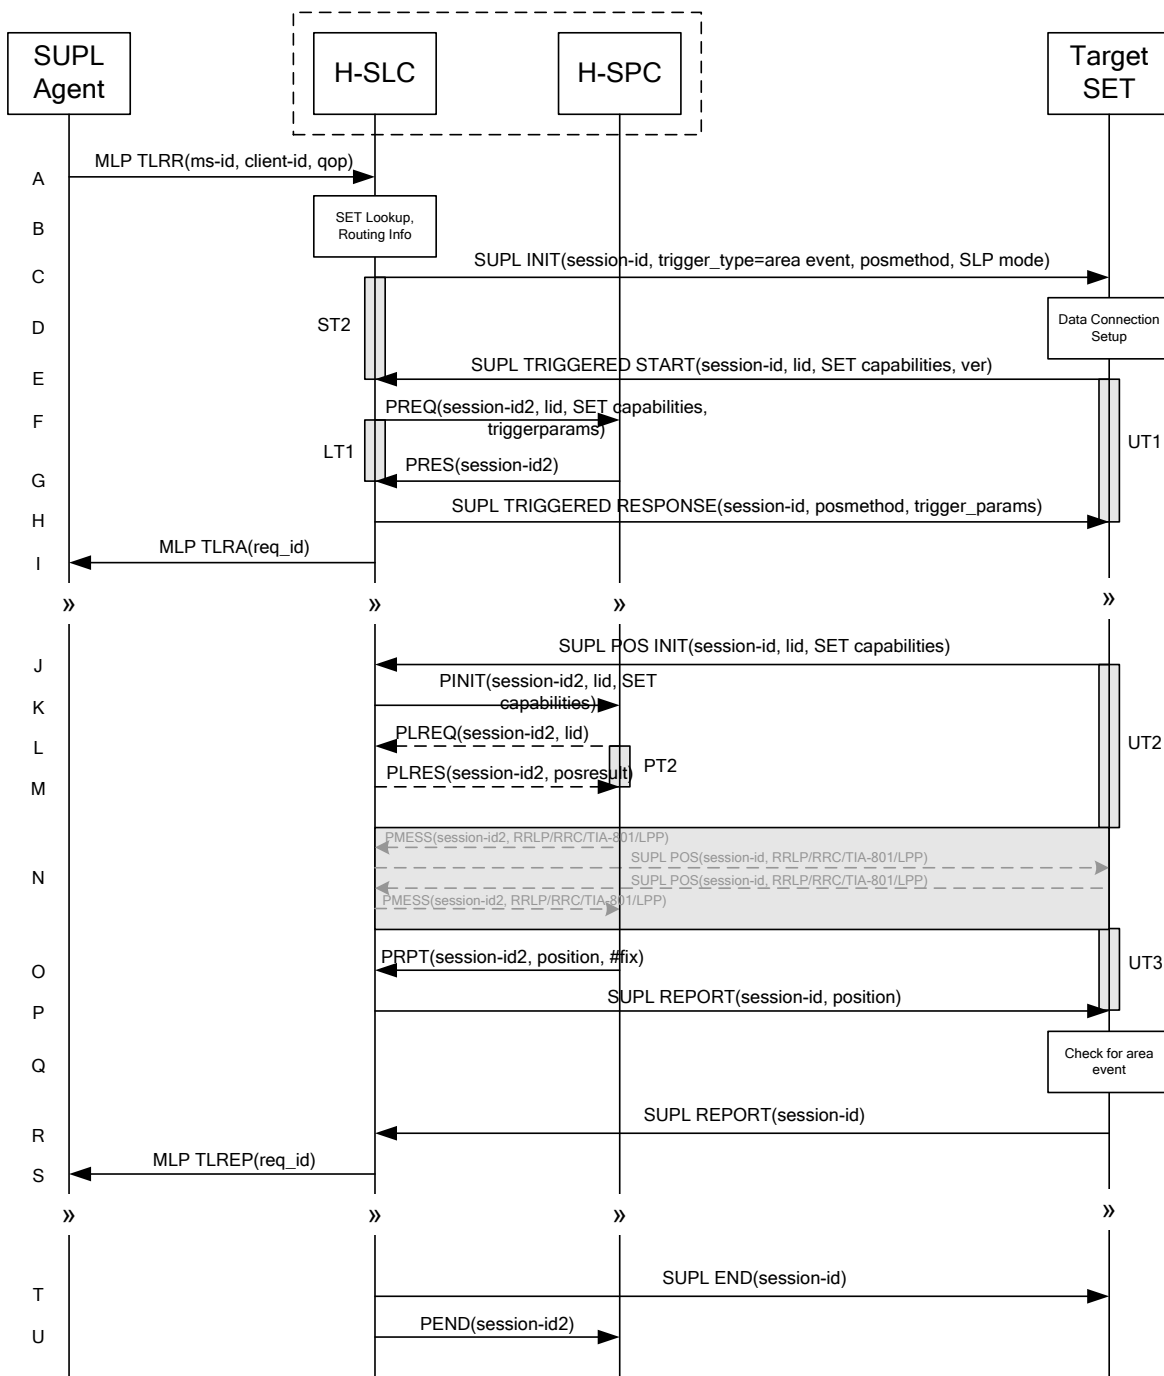 SUPL
Agent
H-SLC
H-SPC
Target
SET
A
MLP TLRR(ms-id, client-id, qop)
B
SET Lookup,
Routing Info
C
SUPL INIT(session-id, trigger_type=area event, posmethod, SLP mode)
D
ST2
Data Connection
Setup
E
SUPL TRIGGERED START(session-id, lid, SET capabilities, ver)
F
PREQ(session-id2, lid, SET capabilities,
triggerparams)
LT1
UT1
G
PRES(session-id2)
H
SUPL TRIGGERED RESPONSE(session-id, posmethod, trigger_params)
I
MLP TLRA(req_id)
» » » »
J
SUPL POS INIT(session-id, lid, SET capabilities)
K
PINIT(session-id2, lid, SET
capabilities)
L
PLREQ(session-id2, lid)
PT2
UT2
M
PLRES(session-id2, posresult)
N
PMESS(session-id2, RRLP/RRC/TIA-801/LPP)
SUPL POS(session-id, RRLP/RRC/TIA-801/LPP)
SUPL POS(session-id, RRLP/RRC/TIA-801/LPP)
PMESS(session-id2, RRLP/RRC/TIA-801/LPP)
O
PRPT(session-id2, position, #fix)
UT3
P
SUPL REPORT(session-id, position)
Q
Check for area
event
R
SUPL REPORT(session-id)
S
MLP TLREP(req_id)
» » » »
T
SUPL END(session-id)
U
PEND(session-id2)